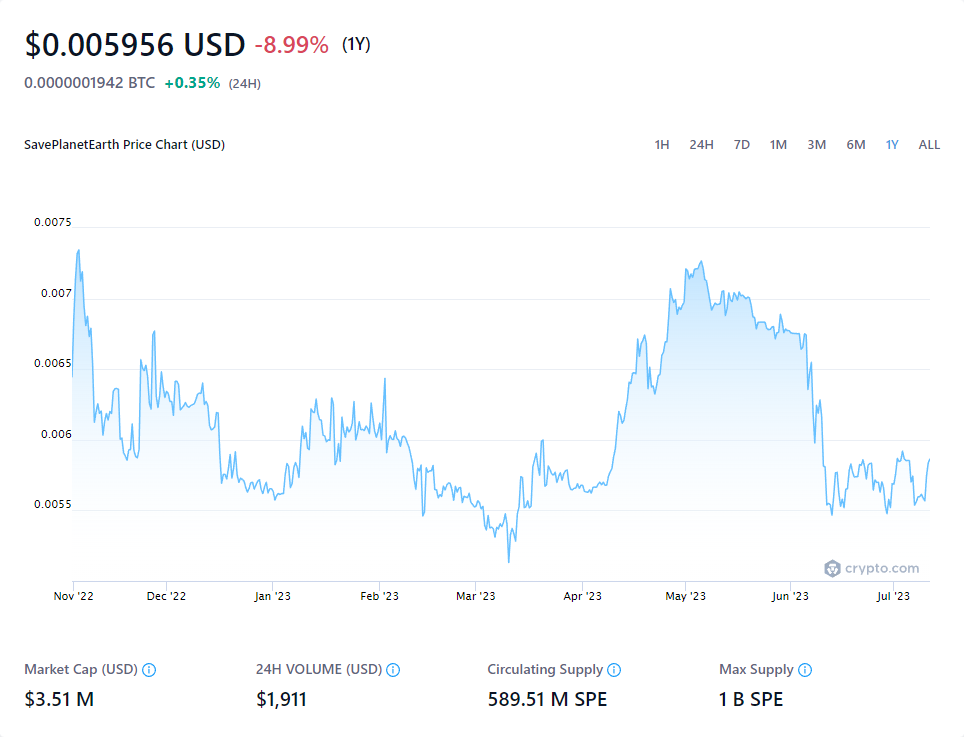 $0.005956 USD -8.99% (1Y)
0.0000001942 BTC +0.35% (24H)
SavePlanetEarth Price Chart (USD) 1H 24H 7D 1M 3M 6M 1Y ALL
0.0075
0.007
0.0065
0.006
0.0055
crypto.com
Nov '22 Dec '22 Jan '23 Feb '23 Mar '23 Apr '23 May '23 Jun '23 Jul '23
Market Cap (USD) 24H VOLUME (USD) Circulating Supply Max Supply
$3.51 M $1,911 589.51 M SPE 1 B SPE